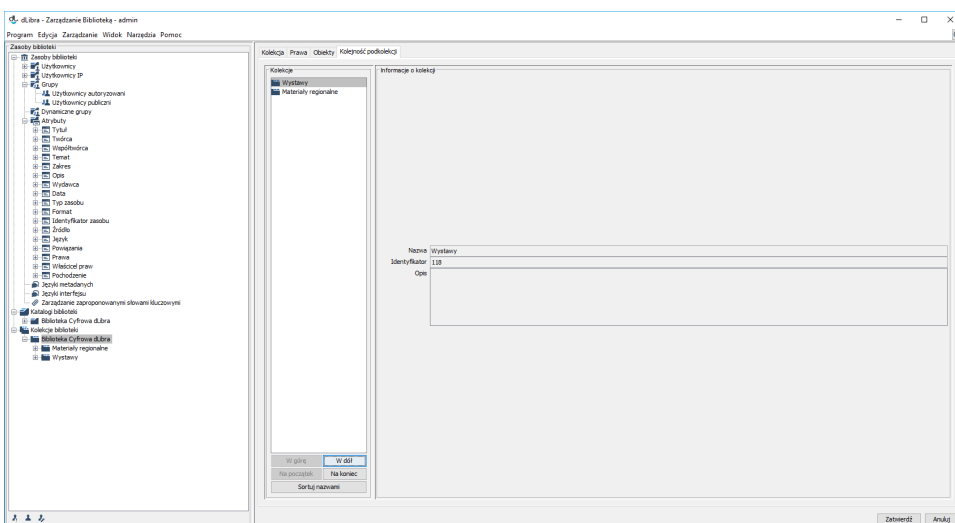 dLibra - Zarządzanie Biblioteką - admin
Program Edycja Zarządzanie Widok Narzędzia Pomoc
Zasoby biblioteki
Zasoby biblioteki
Użytkownicy
Użytkownicy IP
Grupy
Użytkownicy autoryzowani
Użytkownicy publiczni
Dynamiczne grupy
Atrybuty
Tytuł
Twórca
Współtwórca
Temat
Zakres
Opis
Wydawca
Data
Typ zasobu
Format
Identyfikator zasobu
Źródło
Język
Powiązania
Prawa
Właściciel praw
Pochodzenie
Języki metadanych
Języki interfejsu
Zarządzanie zaproponowanymi słowami kluczowymi
Katalogi biblioteki
Biblioteka Cyfrowa dLibra
Kolekcje biblioteki
Biblioteka Cyfrowa dLibra
Materiały regionalne
Wystawy
Kolekcja Prawa Obiekty Kolejność podkolekcji
Kolekcje
Wystawy
Materiały regionalne
W górę W dół
Na początek Na koniec
Sortuj nazwami
Informacje o kolekcji
Nazwa Wystawy
Identyfikator 118
Opis
Zatwierdź Anuluj